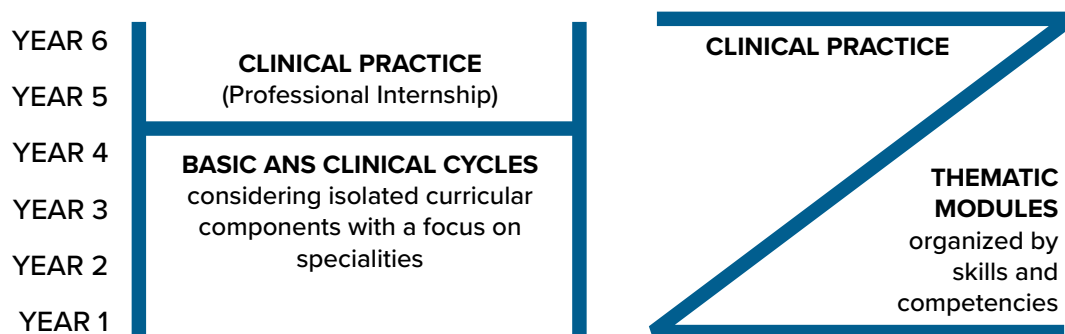 YEAR 6
YEAR 5
YEAR 4
YEAR 3
YEAR 2
YEAR 1
CLINICAL PRACTICE
(Professional Internship)
BASIC ANS CLINICAL CYCLES
considering isolated curricular
components with a focus on
specialities
CLINICAL PRACTICE
THEMATIC
MODULES
organized by
skills and
competencies